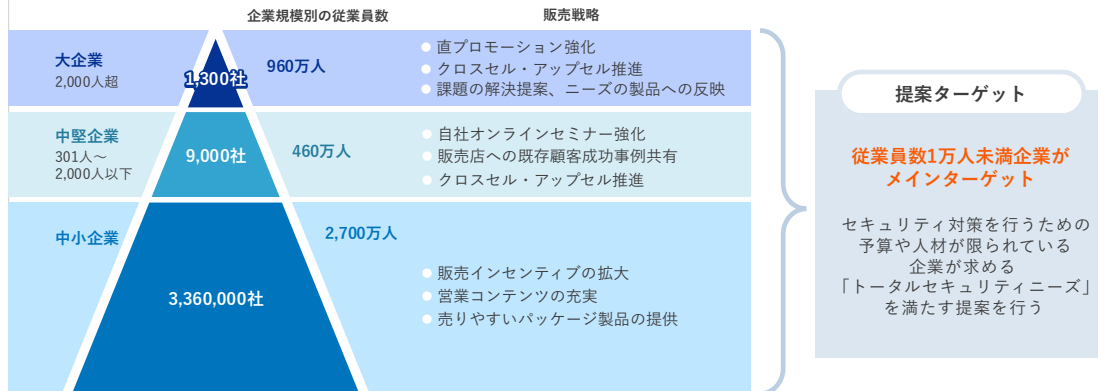 企業規模別の従業員数
販売戦略
大企業
2,000人超
1,300社
960万人
直プロモーション強化
クロスセル・アップセル推進
課題の解決提案、ニーズの製品への反映
中堅企業
301人～
2,000人以下
9,000社
460万人
自社オンラインセミナー強化
販売店への既存顧客成功事例共有
クロスセル・アップセル推進
中小企業
3,360,000社
2,700万人
販売インセンティブの拡大
営業コンテンツの充実
売りやすいパッケージ製品の提供
提案ターゲット
従業員数1万人未満企業が
メインターゲット
セキュリティ対策を行うための
予算や人材が限られている
企業が求める
「トータルセキュリティニーズ」
を満たす提案を行う